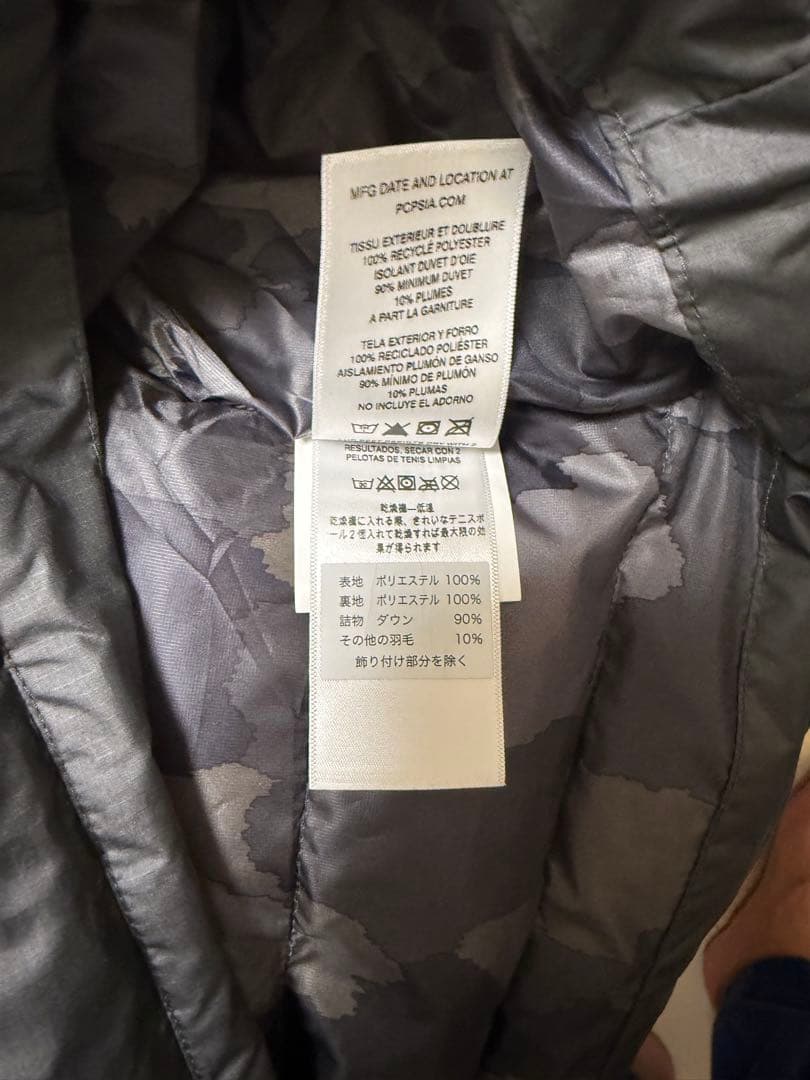 MFG DATE AND LOCATION AT
PCPSIA.COM
TISSU EXTERIEUR ET DOUBLURE
100% RECYCLÉ POLYESTER
ISOLANT DUVET D'OIE
90% MINIMUM DUVET
10% PLUMES
A PART LA GARNITURE
TELA EXTERIOR Y FORRO
100% RECICLADO POLIÉSTER
AISLAMIENTO PLUMÓN DE GANSO
90% MÍNIMO DE PLUMÓN
10% PLUMAS
NO INCLUYE EL ADORNO
RESULTADOS, SECAR CON 2
PELOTAS DE TENIS LIMPIAS
乾燥機—低温
乾燥機に入れる際、きれいなテニスボ
ール2個入れて乾燥すれば最大限の効
果が得られます
表地 ポリエステル 100%
裏地 ポリエステル 100%
詰物 ダウン 90%
その他の羽毛 10%
飾り付け部分を除く